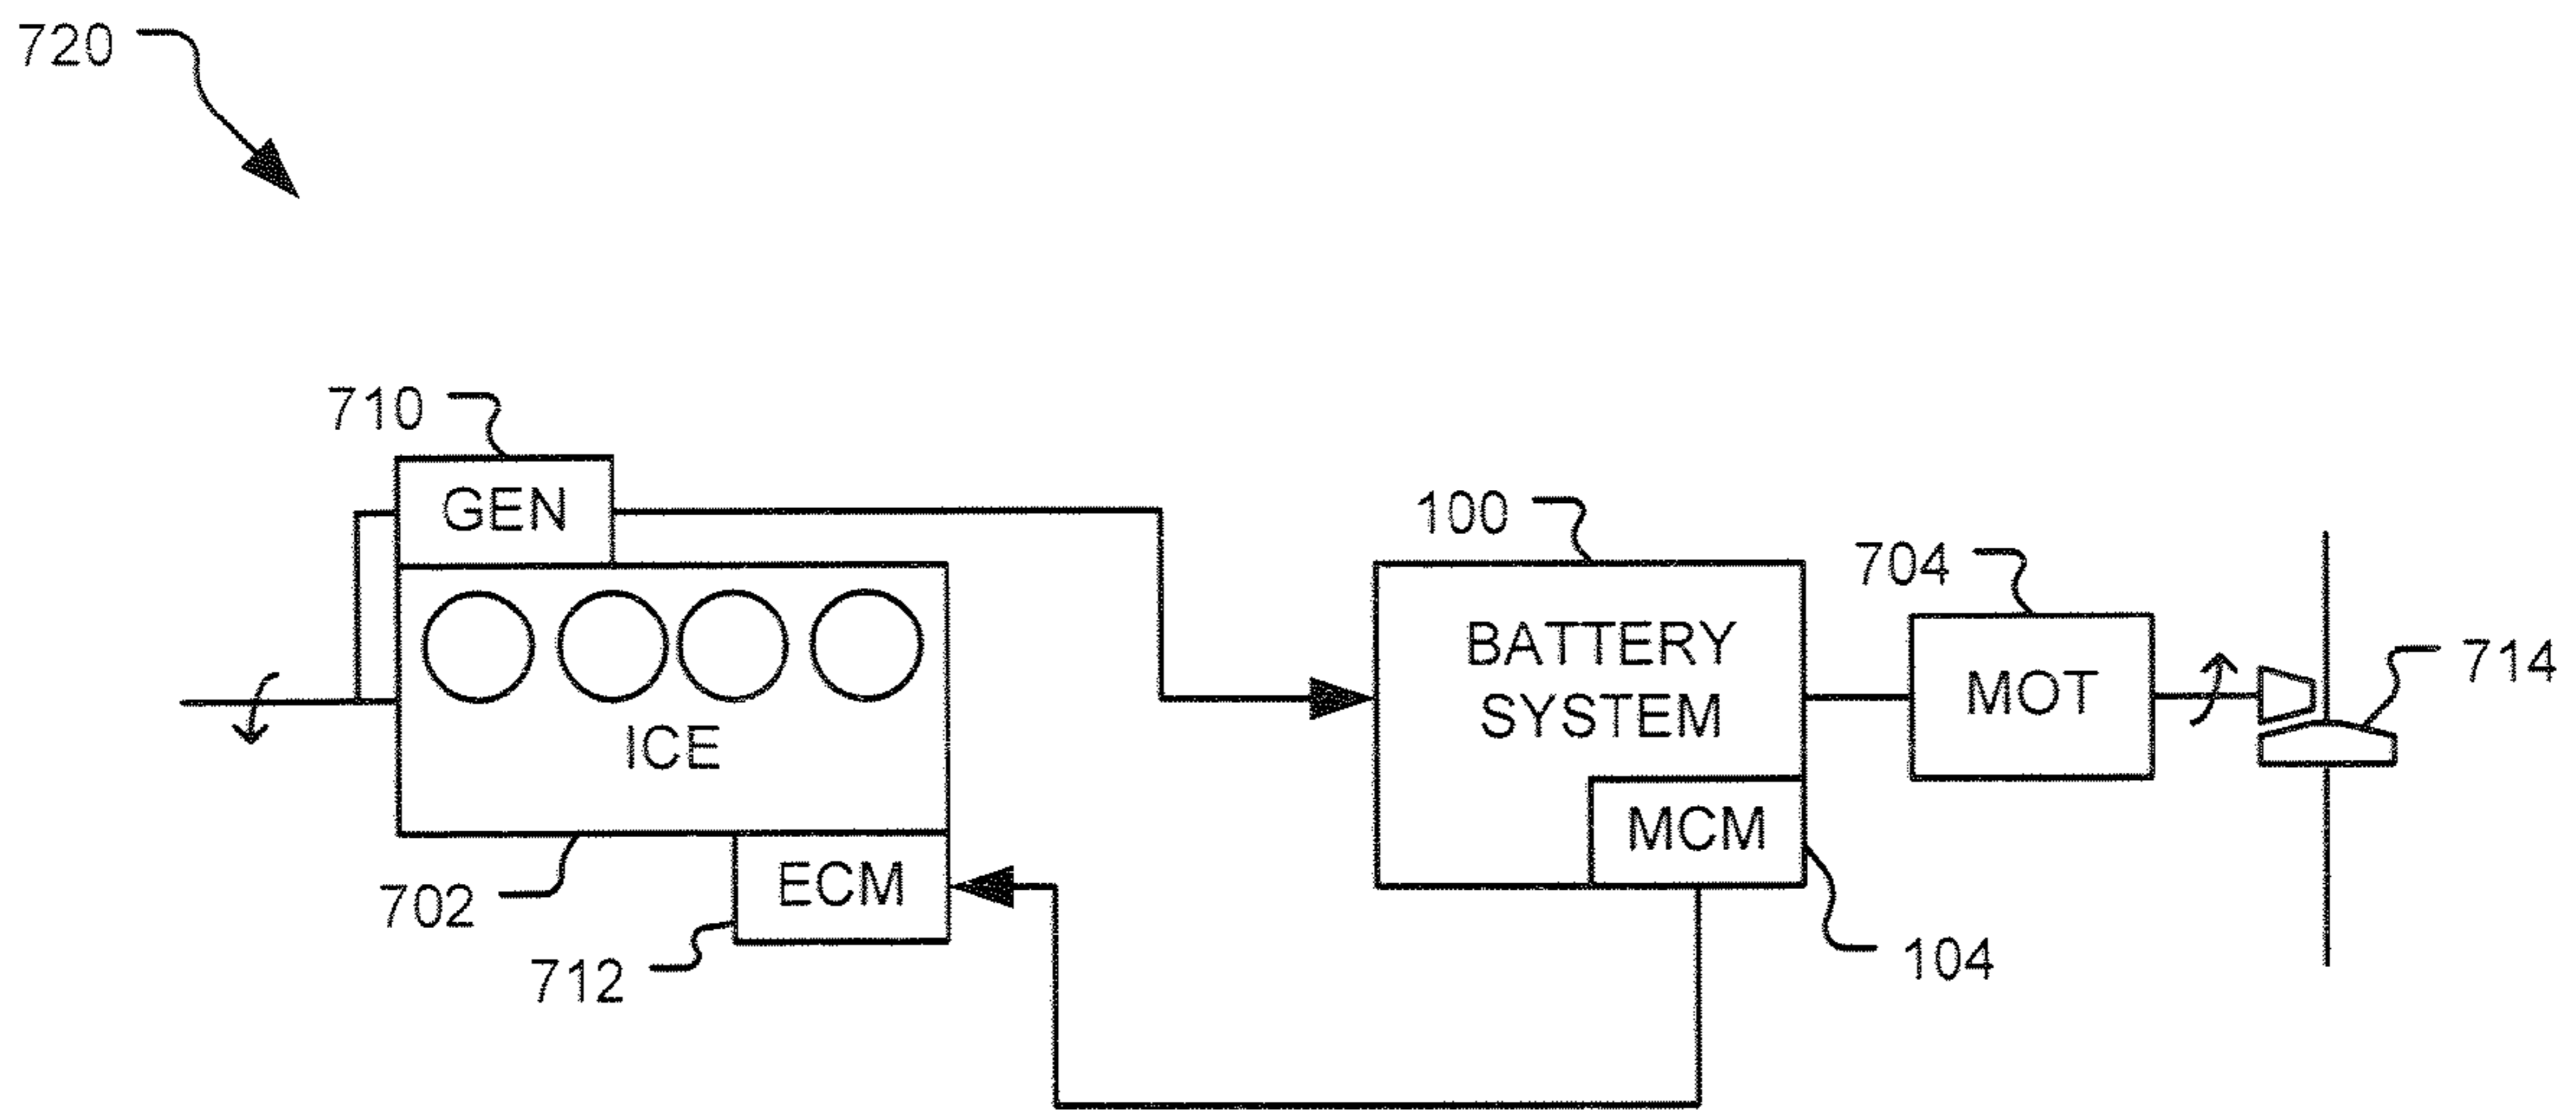 720
710
GEN
100
704
BATTERY
SYSTEM
MOT
714
ICE
MCM
ECM
702
712
104